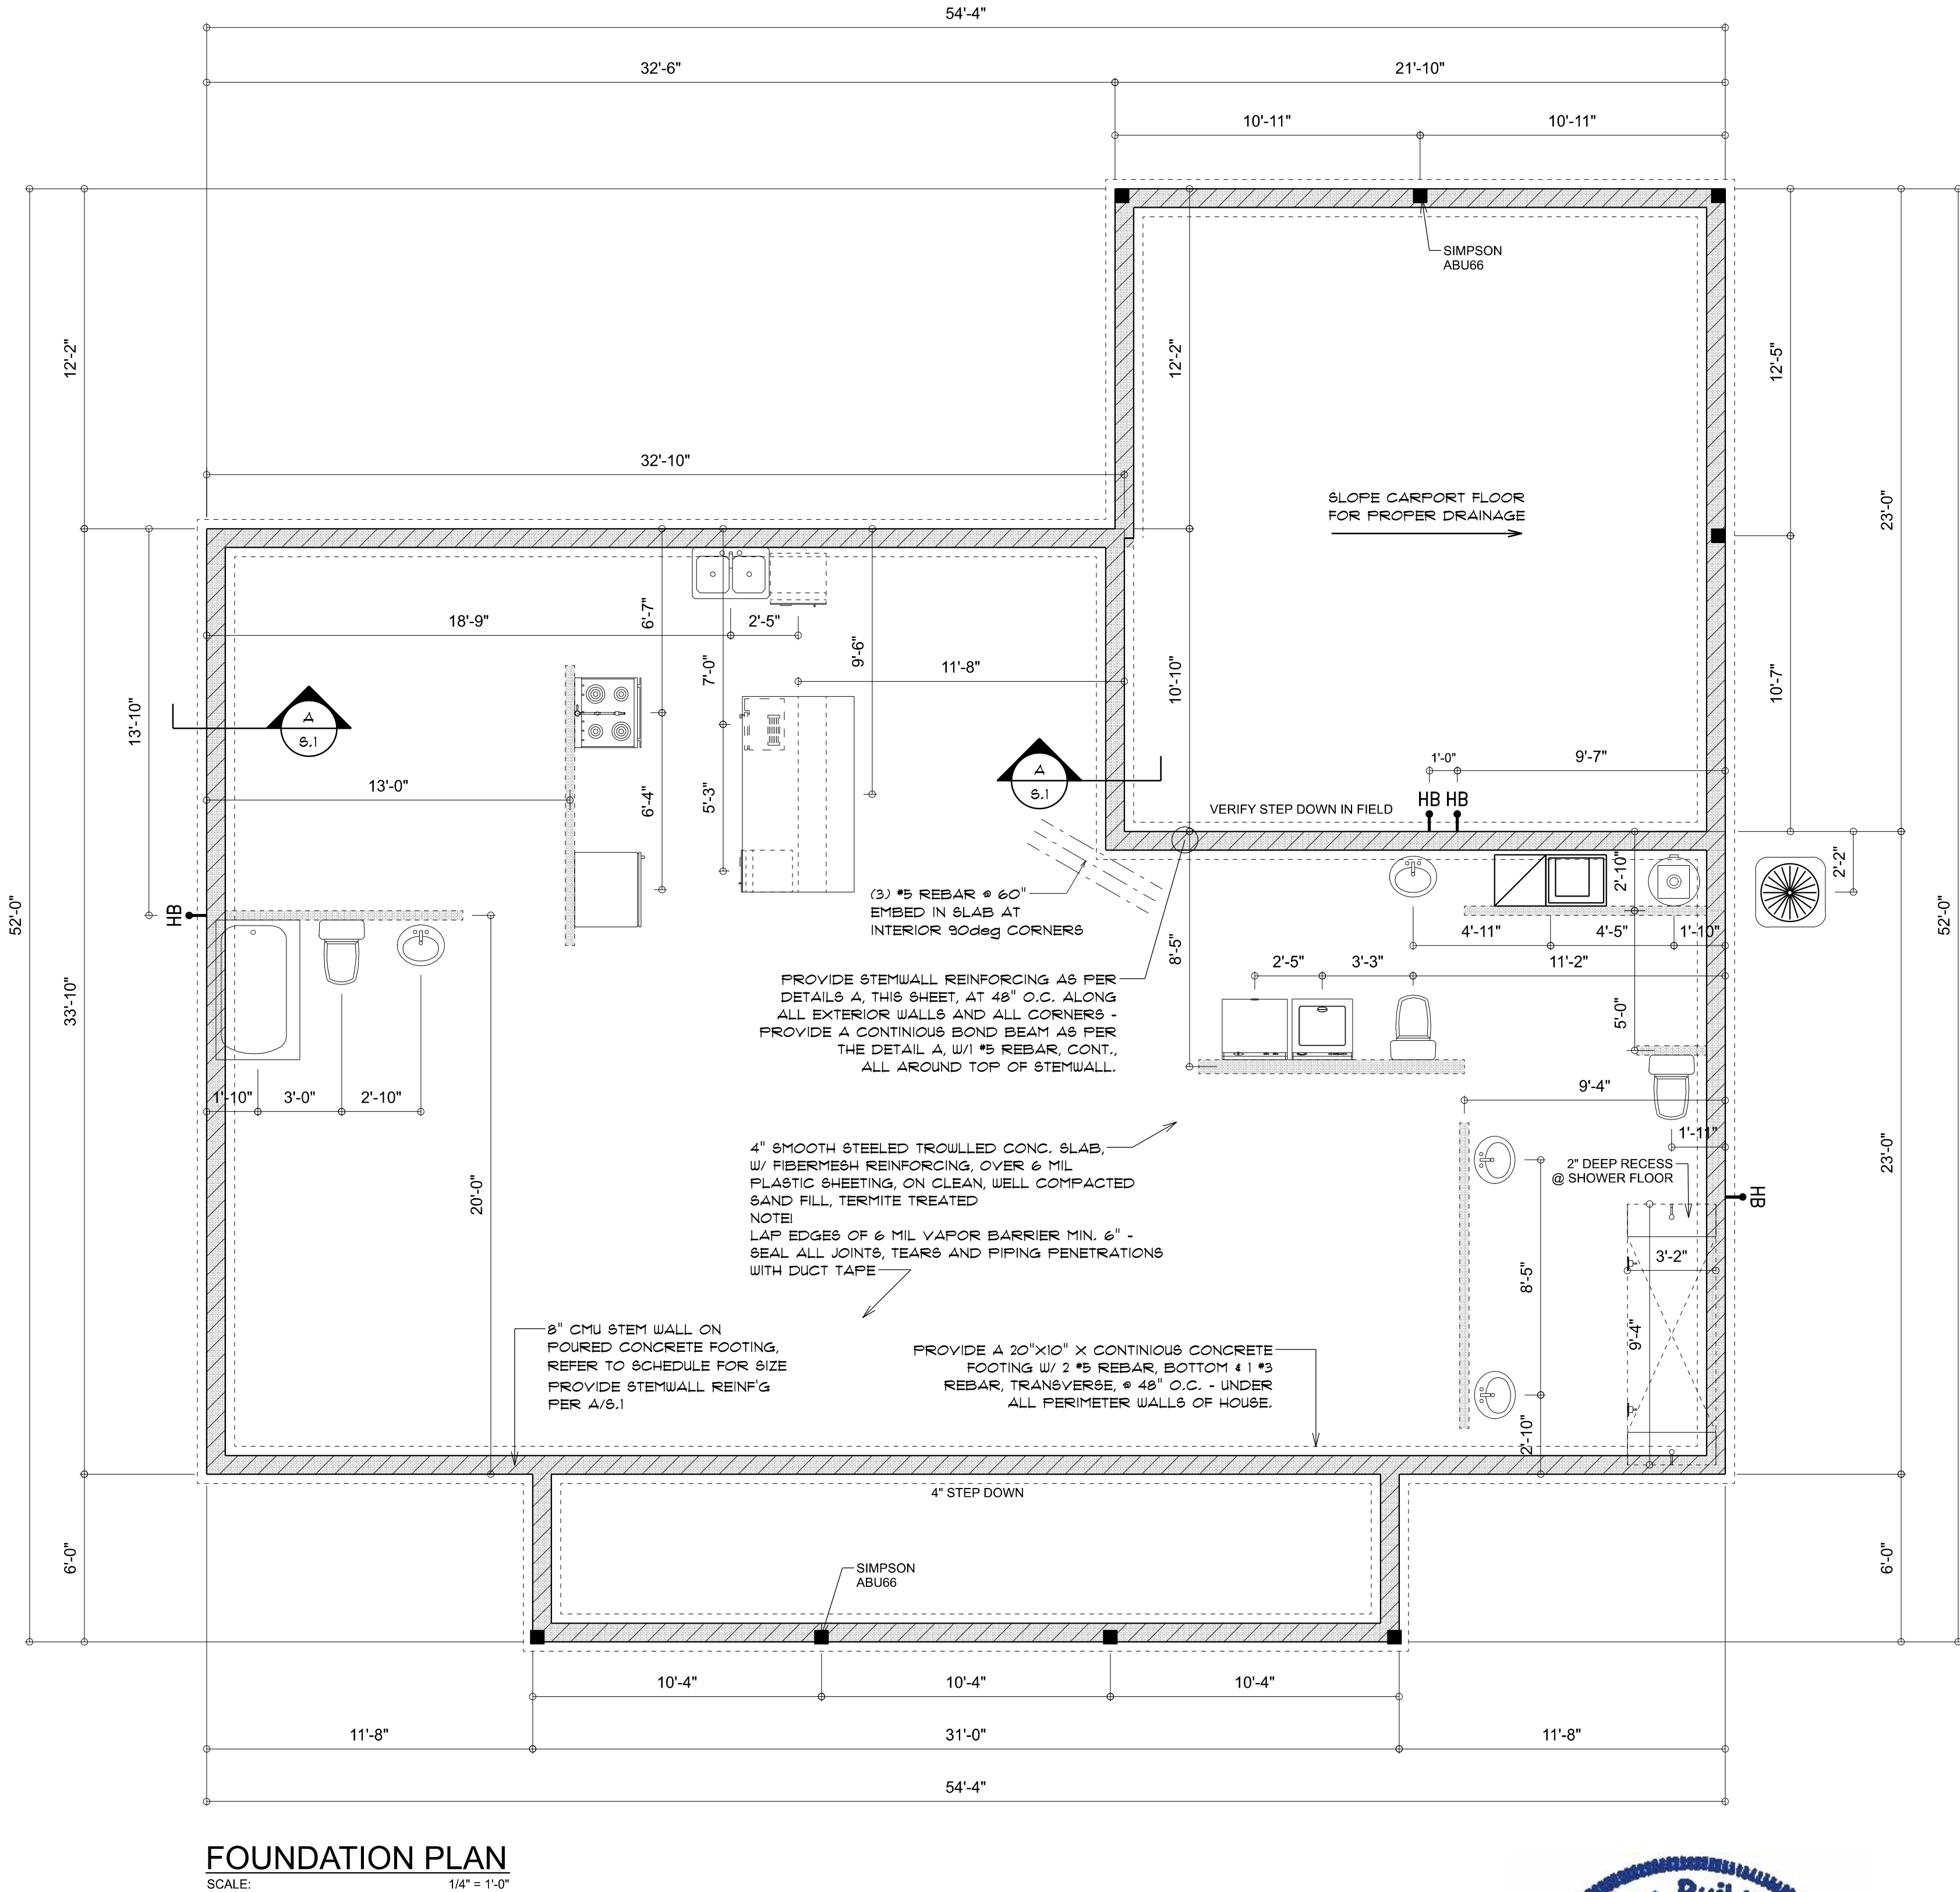 54'-4"
32'-6"
21'-10"
10'-11"
10'-11"
SIMPSON
ABU66
12'-2"
12'-2"
12'-5"
32'-10"
SLOPE CARPORT FLOOR
FOR PROPER DRAINAGE
23'-0"
6'-7"
18'-9"
2'-5"
9'-6"
7'-0"
11'-8"
10'-10"
10'-7"
13'-10"
A
S.1
A
S.1
13'-0"
6'-4"
5'-3"
1'-0"
9'-7"
HB HB
VERIFY STEP DOWN IN FIELD
2'-2"
2'-10"
(3) #5 REBAR @ 60"
EMBED IN SLAB AT
INTERIOR 90deg CORNERS
52'-0"
HB
52'-0"
4'-11"
4'-5"
1'-10"
8'-5"
2'-5"
3'-3"
11'-2"
PROVIDE STEMWALL REINFORCING AS PER
DETAILS A, THIS SHEET, AT 48" O.C. ALONG
ALL EXTERIOR WALLS AND ALL CORNERS -
PROVIDE A CONTINIOUS BOND BEAM AS PER
THE DETAIL A, W/1 #5 REBAR, CONT.,
ALL AROUND TOP OF STEMWALL.
33'-10"
5'-0"
1'-10"
3'-0"
2'-10"
9'-4"
1'-11"
4" SMOOTH STEELED TROWLLED CONC. SLAB,
W/ FIBERMESH REINFORCING, OVER 6 MIL
PLASTIC SHEETING, ON CLEAN, WELL COMPACTED
SAND FILL, TERMITE TREATED
NOTE!
LAP EDGES OF 6 MIL VAPOR BARRIER MIN. 6" -
SEAL ALL JOINTS, TEARS AND PIPING PENETRATIONS
WITH DUCT TAPE
23'-0"
2" DEEP RECESS
@ SHOWER FLOOR
HB
20'-0"
3'-2"
8'-5"
9'-4"
8" CMU STEM WALL ON
POURED CONCRETE FOOTING,
REFER TO SCHEDULE FOR SIZE
PROVIDE STEMWALL REINF'G
PER A/S.1
PROVIDE A 20"X10" X CONTINIOUS CONCRETE
FOOTING W/ 2 #5 REBAR, BOTTOM & 1 #3
REBAR, TRANSVERSE, @ 48" O.C. - UNDER
ALL PERIMETER WALLS OF HOUSE.
2'-10"
4" STEP DOWN
6'-0"
SIMPSON
ABU66
6'-0"
10'-4"
10'-4"
10'-4"
11'-8"
31'-0"
11'-8"
54'-4"
FOUNDATION PLAN
SCALE: 1/4" = 1'-0"